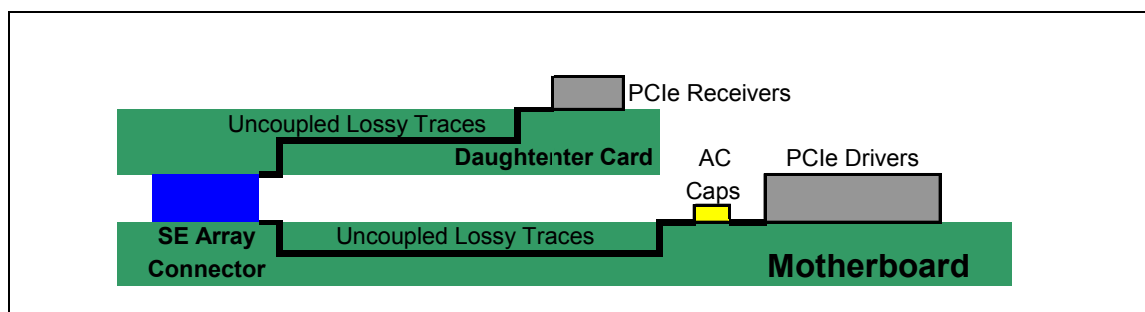 PCIe Receivers
Uncoupled Lossy Traces
Daughtenter Card
AC
Caps
PCIe Drivers
SE Array
Connector
Uncoupled Lossy Traces
Motherboard